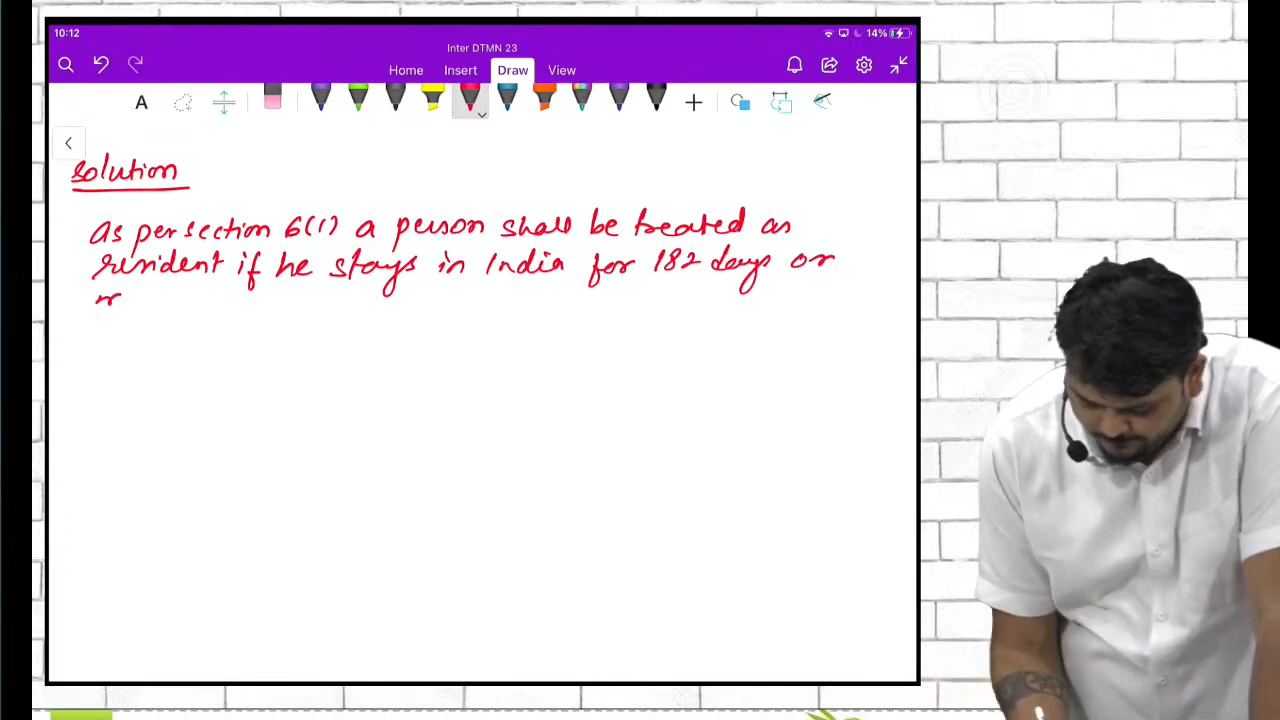 10:12
14%
Inter DTMN 23
Home Insert Draw View
A
solution
As per section 6(1) a person shall be treated as
resident if he stays in India for 182 days or